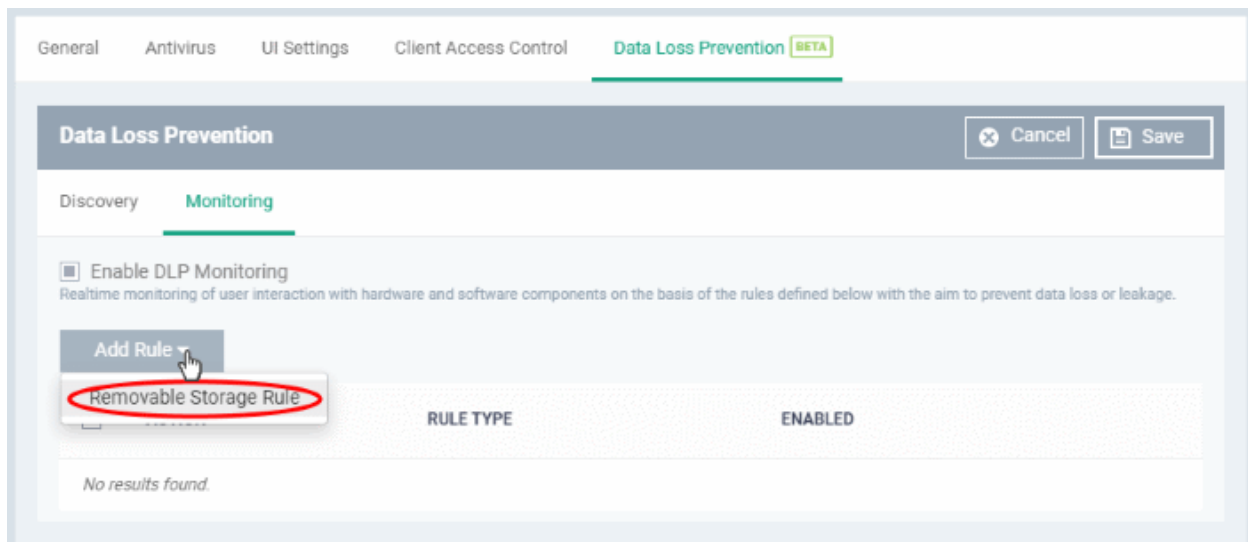 General Antivirus UI Settings Client Access Control Data Loss Prevention BETA
Data Loss Prevention Cancel Save
Discovery Monitoring
Enable DLP Monitoring
Realtime monitoring of user interaction with hardware and software components on the basis of the rules defined below with the aim to prevent data loss or leakage.
Add Rule
Removable Storage Rule
RULE TYPE ENABLED
No results found.